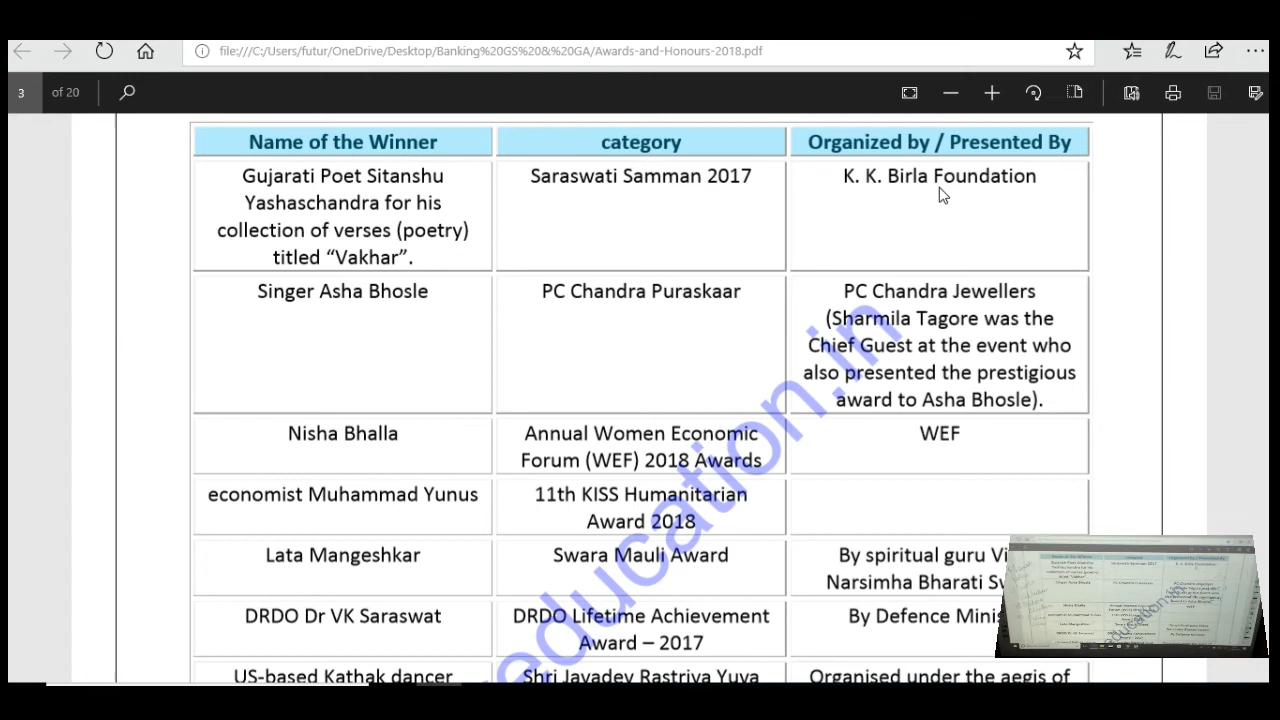 file:///C:/Users/futur/OneDrive/Desktop/Banking%20GS%20&%20GA/Awards-and-Honours-2018.pdf
3 of 20
Name of the Winner category Organized by / Presented By
Gujarati Poet Sitanshu Saraswati Samman 2017 K. K. Birla Foundation
Yashaschandra for his
collection of verses (poetry)
titled “Vakhar”.
Singer Asha Bhosle PC Chandra Puraskaar PC Chandra Jewellers
(Sharmila Tagore was the
Chief Guest at the event who
also presented the prestigious
award to Asha Bhosle).
Nisha Bhalla Annual Women Economic WEF
Forum (WEF) 2018 Awards
economist Muhammad Yunus 11th KISS Humanitarian
Award 2018
Lata Mangeshkar Swara Mauli Award By spiritual guru Vi
Narsimha Bharati Sw
DRDO Dr VK Saraswat DRDO Lifetime Achievement By Defence Minis
Award – 2017
US-based Kathak dancer Shri Jayadev Rastriya Yuva Organised under the aegis of
education.in